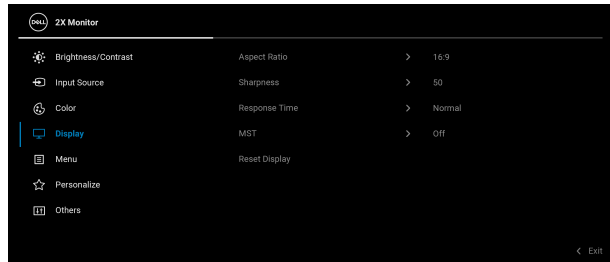 DELL 2X Monitor
Brightness/Contrast Aspect Ratio > 16:9
Input Source Sharpness > 50
Color Response Time > Normal
Display MST > Off
Menu Reset Display
Personalize
Others
< Exit